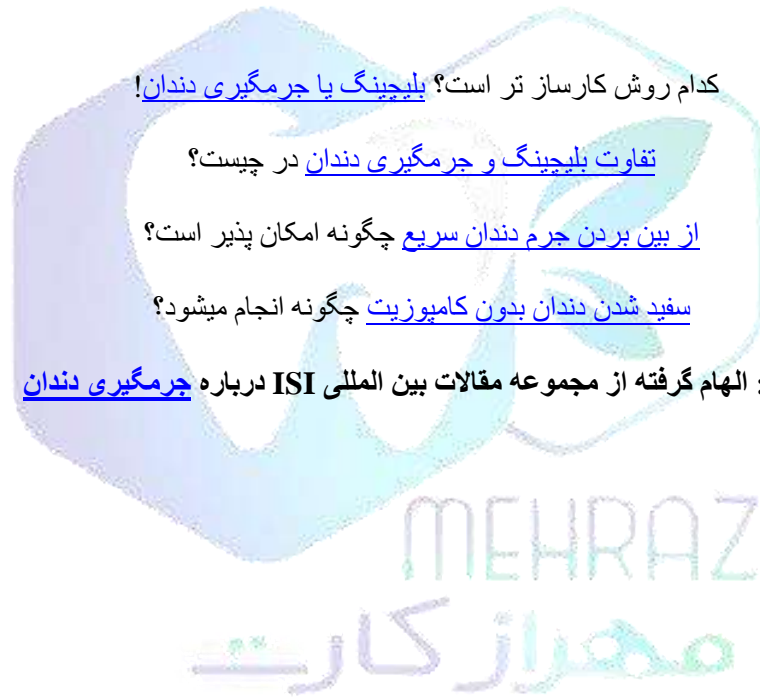 کدام روش کارساز تر است؟ بلیچینگ یا جرمگیری دندان!
تفاوت بلیچینگ و جرمگیری دندان در چیست؟
از بین بردن جرم دندان سریع چگونه امکان پذیر است؟
سفید شدن دندان بدون کامپوزیت چگونه انجام میشود؟
: الهام گرفته از مجموعه مقالات بین المللی ISI درباره جرمگیری دندان
MEHRAZ
مهراز کارت